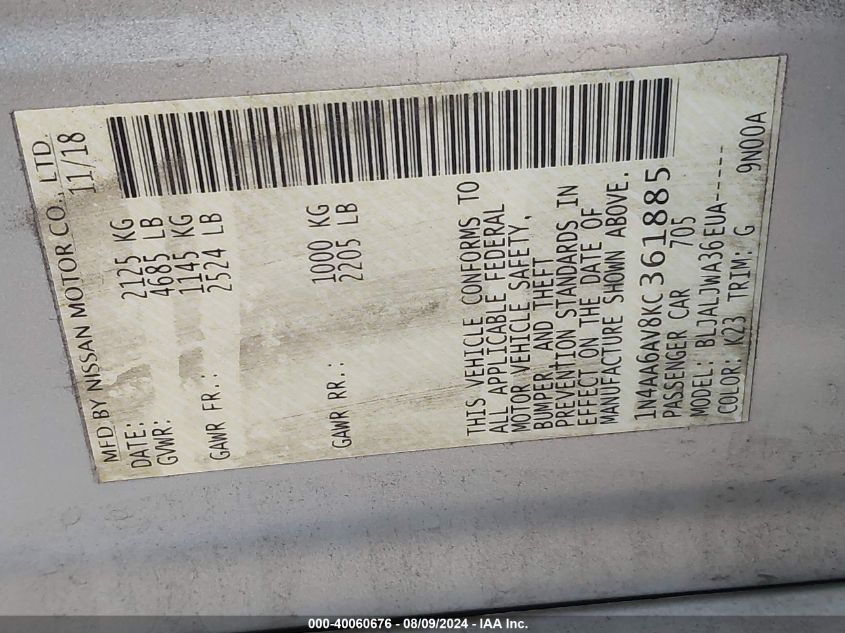 MFD BY NISSAN MOTOR CO., LTD
DATE: 11/18
GVWR: 2125 KG
4685 LB
GAWR FR.: 1145 KG
2524 LB
GAWR RR.: 1000 KG
2205 LB
THIS VEHICLE CONFORMS TO
ALL APPLICABLE FEDERAL
MOTOR VEHICLE SAFETY,
BUMPER, AND THEFT
PREVENTION STANDARDS IN
EFFECT ON THE DATE OF
MANUFACTURE SHOWN ABOVE.
1N4AA6AV8KC361885
PASSENGER CAR 705
MODEL: BLJALJWA36EUA-----
COLOR: K23 TRIM: G 9N00A
000-40060676 - 08/09/2024 - IAA Inc.